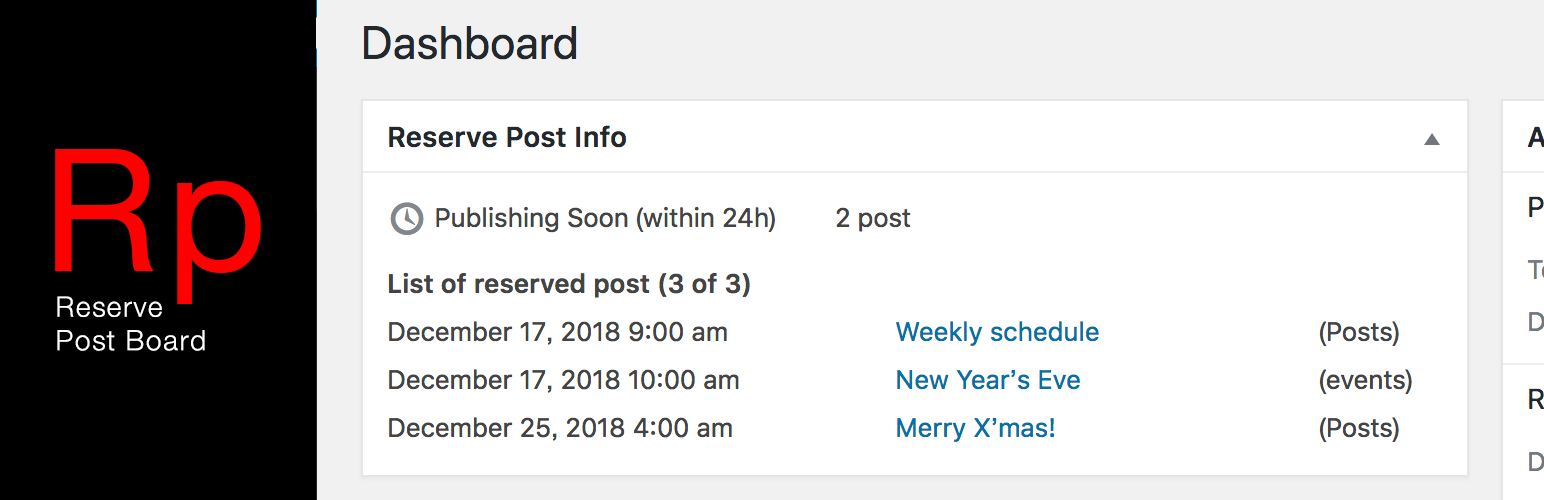 Rp
Reserve
Post Board
Dashboard
Reserve Post Info
Publishing Soon (within 24h) 2 post
List of reserved post (3 of 3)
December 17, 2018 9:00 am Weekly schedule (Posts)
December 17, 2018 10:00 am New Year’s Eve (events)
December 25, 2018 4:00 am Merry X’mas! (Posts)